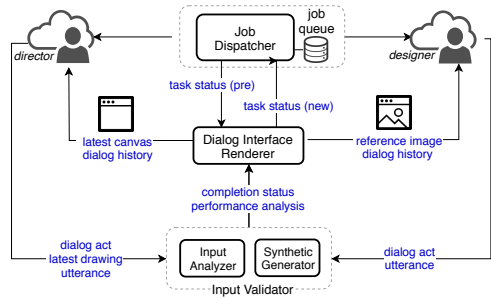 Job
Dispatcher
job
queue
director
designer
task status (pre)
task status (new)
latest canvas
dialog history
Dialog Interface
Renderer
reference image
dialog history
completion status
performance analysis
dialog act
latest drawing
utterance
Input
Analyzer
Synthetic
Generator
dialog act
utterance
Input Validator